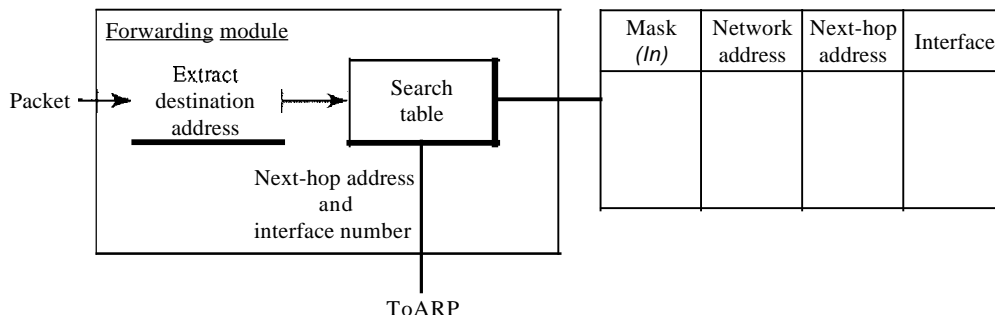 Forwarding module
Packet
Extract
destination
address
Search
table
Next-hop address
and
interface number
ToARP
Mask
(In)
Network
address
Next-hop
address
Interface